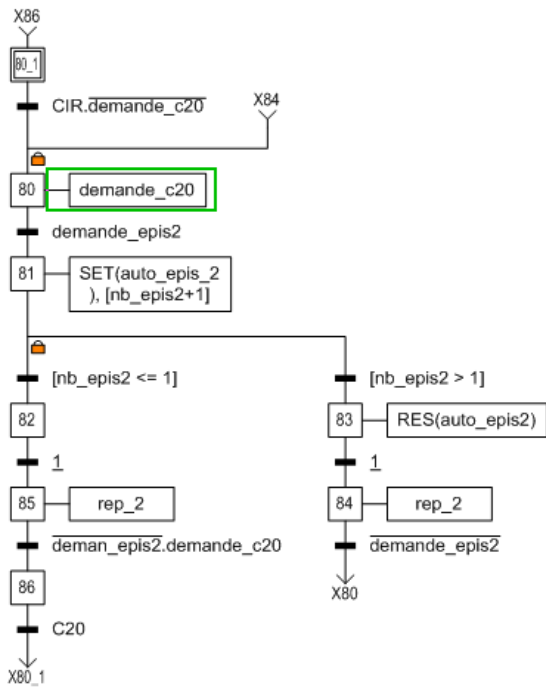 X86
80_1
CIR.demande_c20
X84
80
demande_c20
demande_epis2
81
SET(auto_epis_2
), [nb_epis2+1]
[nb_epis2 <= 1]
[nb_epis2 > 1]
82
83
RES(auto_epis2)
1
1
85
rep_2
84
rep_2
deman_epis2.demande_c20
demande_epis2
86
X80
C20
X80_1